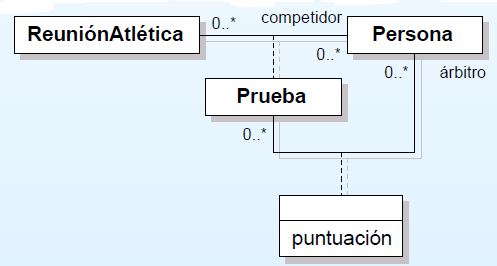 0..* competidor
ReuniónAtlética
Persona
0..*
0..* árbitro
Prueba
0..*
puntuación